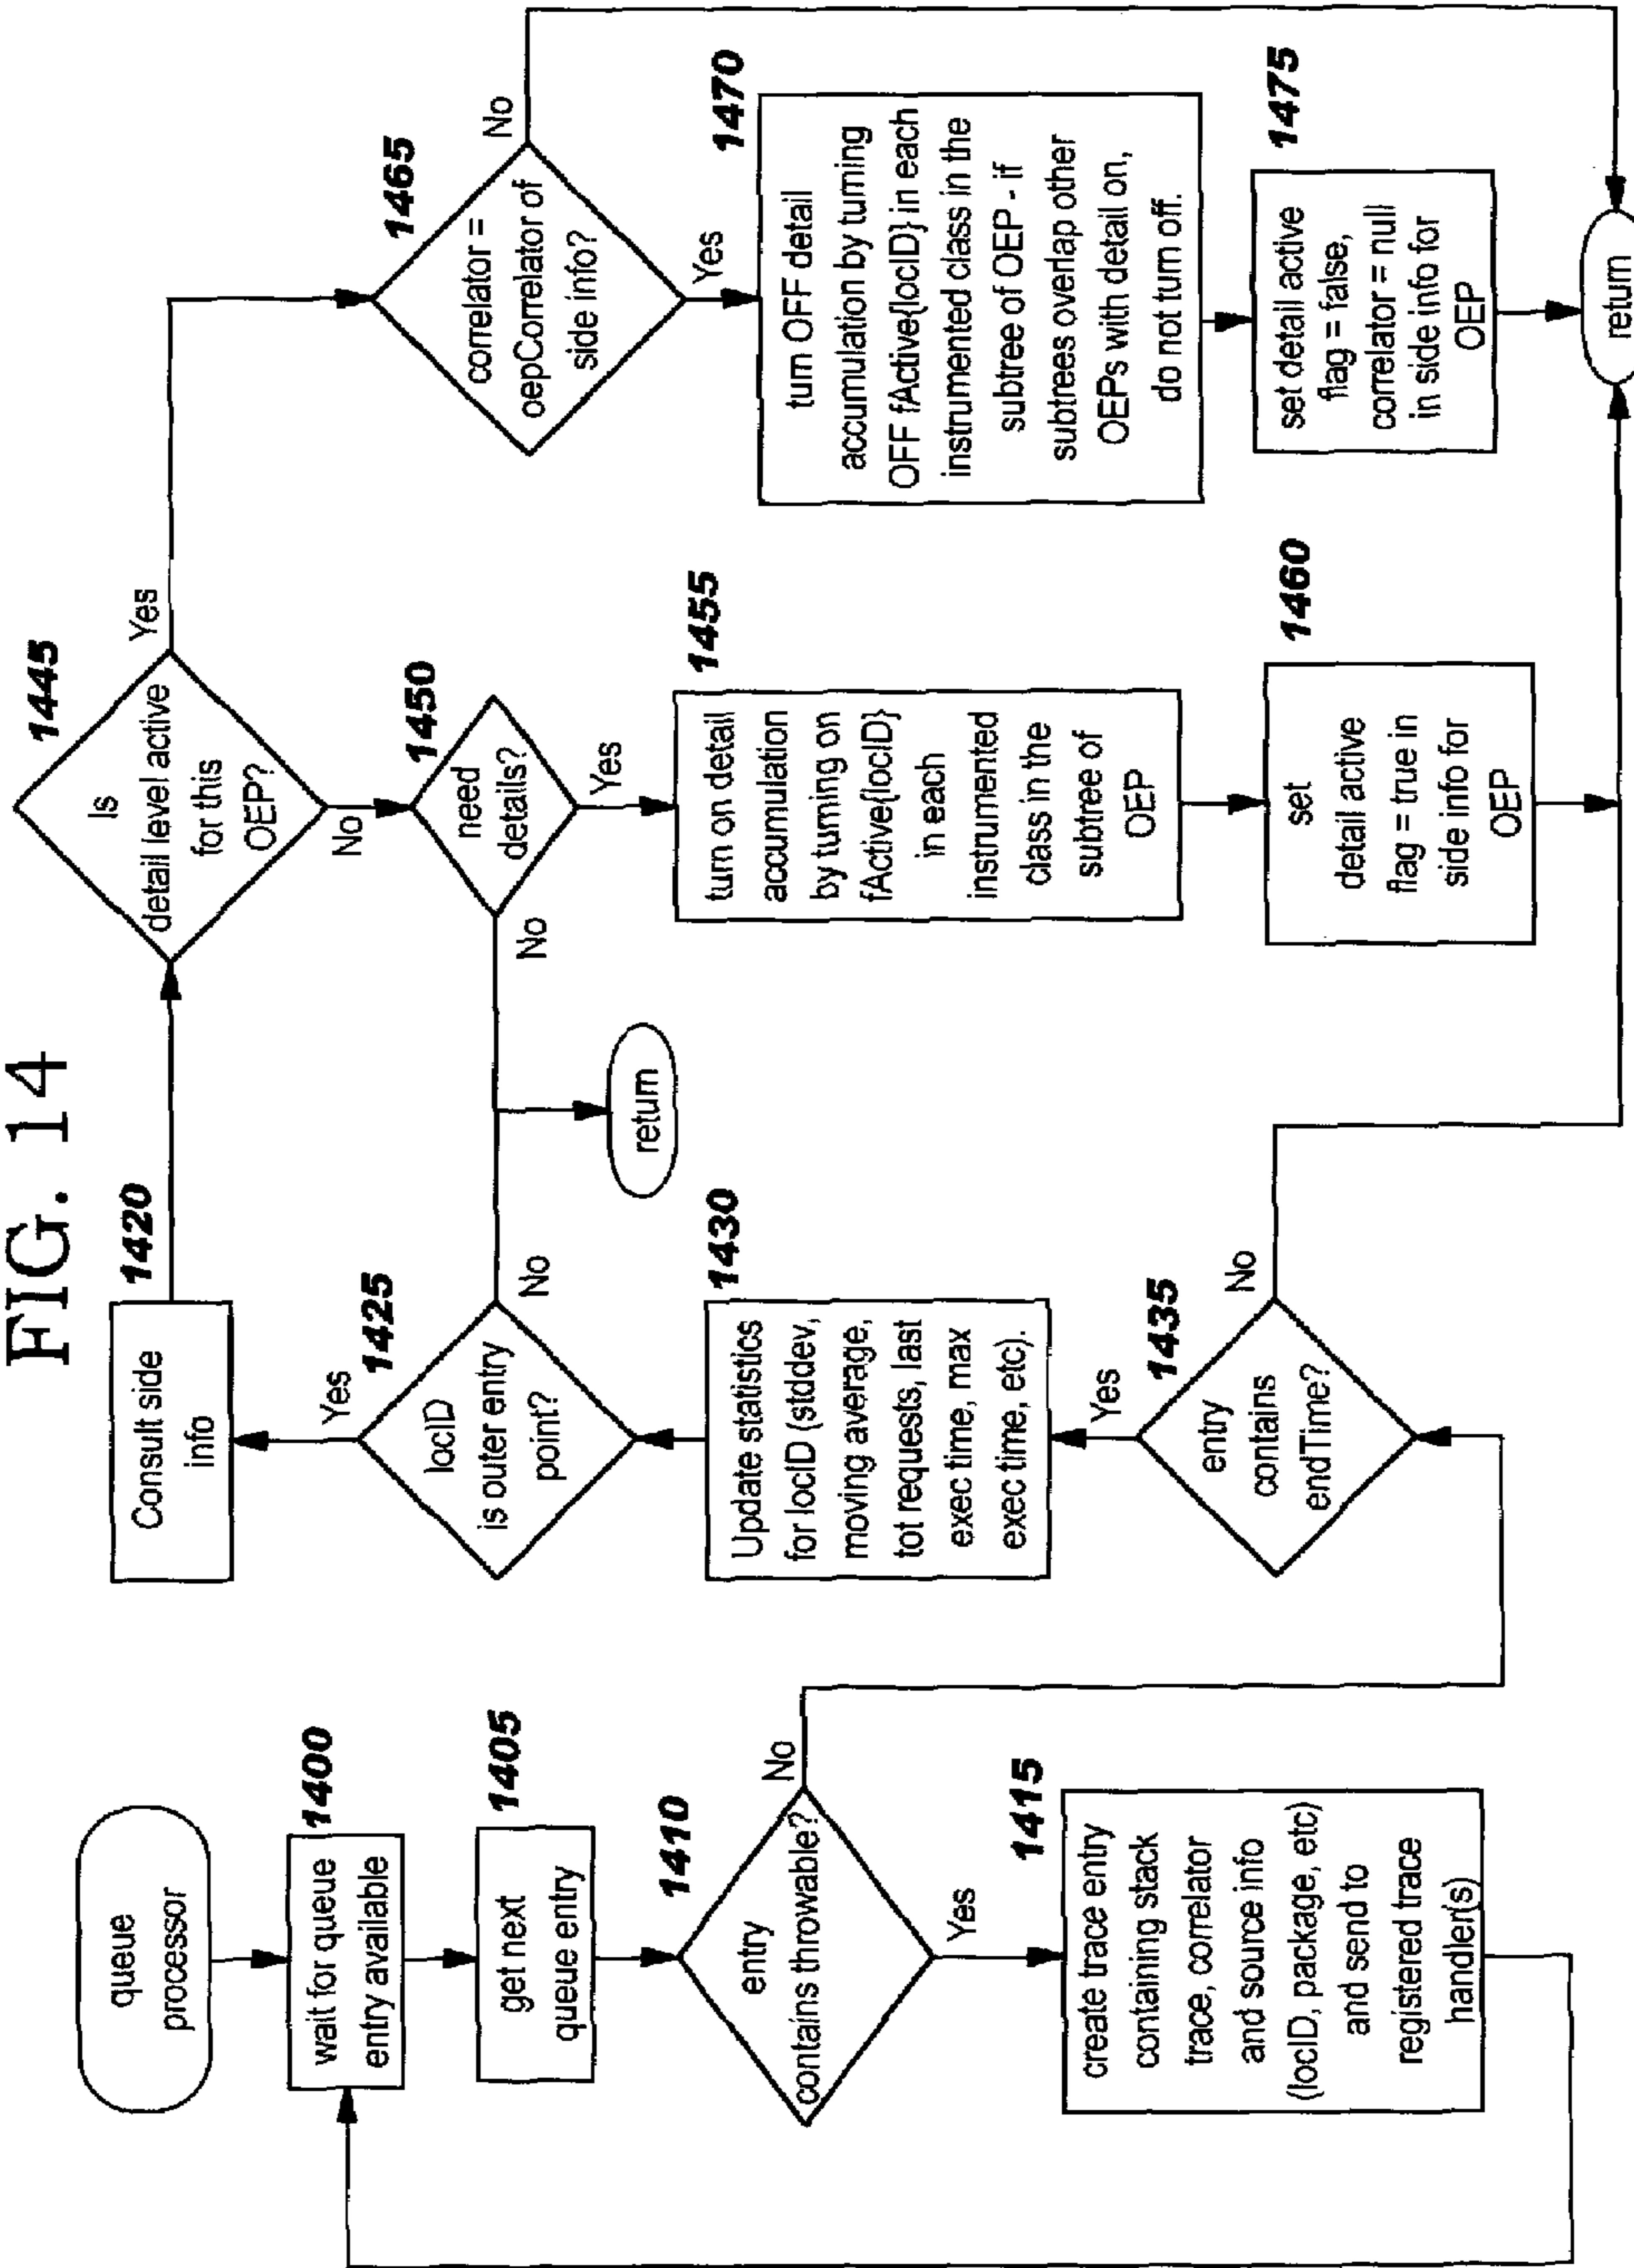 FIG. 14
queue
processor
1400
wait for queue
entry available
1405
get next
queue entry
1410
entry
contains throwable?
No
Yes
1415
create trace entry
containing stack
trace, correlator
and source info
(locID, package, etc)
and send to
registered trace
handler(s)
1420
Consult side
info
Yes
1425
locID
is outer entry
point?
No
1430
Update statistics
for locID (stddev,
moving average,
tot requests, last
exec time, max
exec time, etc).
Yes
1435
entry
contains
endTime?
No
return
1445
Is
detail level active
for this
OEP?
Yes
No
1450
need
details?
No
Yes
1455
turn on detail
accumulation
by turning on
fActive{locID}
in each
instrumented
class in the
subtree of
OEP
1460
set
detail active
flag = true in
side info for
OEP
1465
correlator =
oepCorrelator of
side info?
No
Yes
1470
turn OFF detail
accumulation by turning
OFF fActive{locID} in each
instrumented class in the
subtree of OEP - if
subtrees overlap other
OEPs with detail on,
do not turn off.
1475
set detail active
flag = false,
correlator = null
in side info for
OEP
return